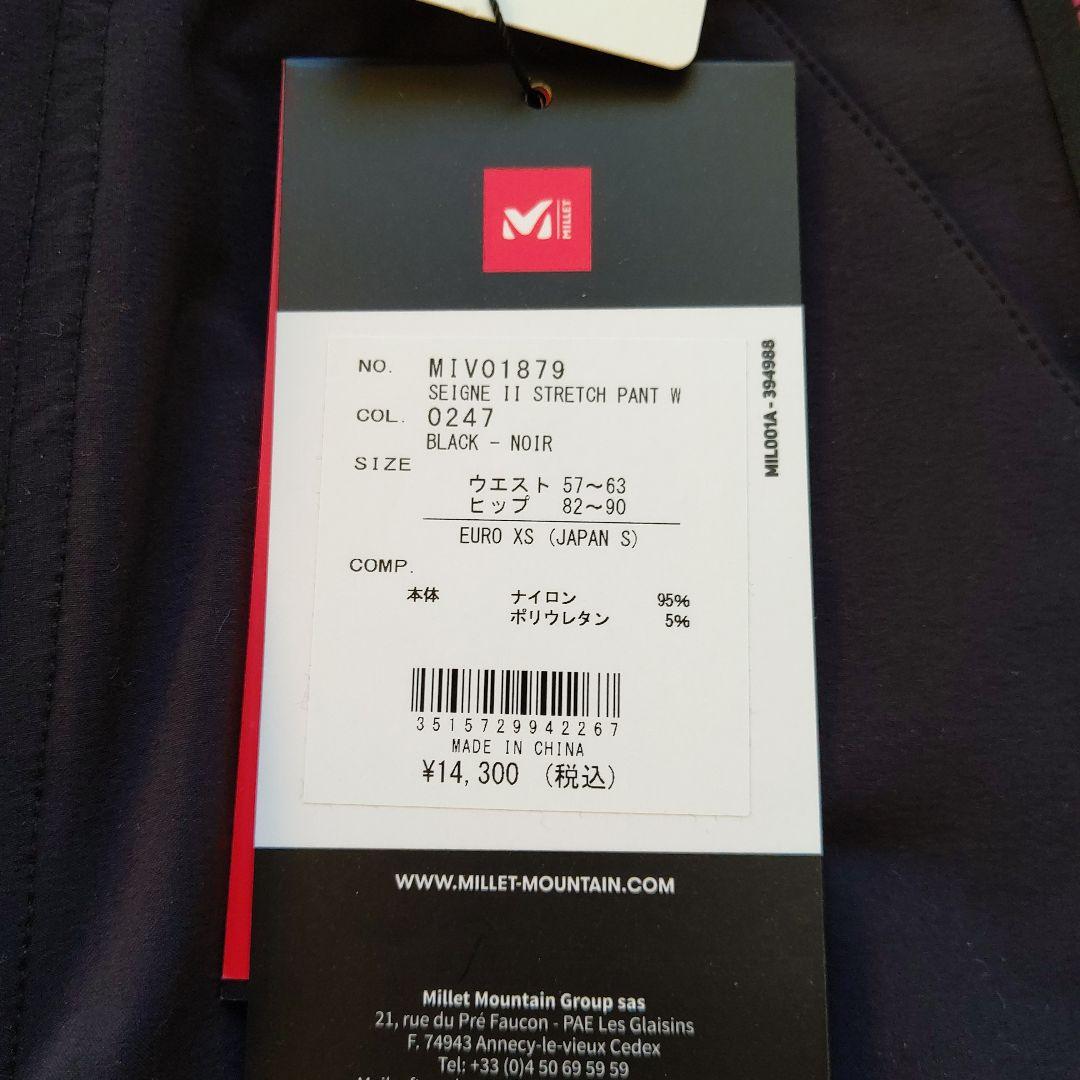 MILLET
NO. MIV01879
SEIGNE II STRETCH PANT W
COL. 0247
BLACK - NOIR
SIZE
ウエスト 57~63
ヒップ 82~90
EURO XS (JAPAN S)
COMP.
本体 ナイロン 95%
ポリウレタン 5%
3515729942267
MADE IN CHINA
¥14,300 (税込)
MIL001A - 394988
WWW.MILLET-MOUNTAIN.COM
Millet Mountain Group sas
21, rue du Pré Faucon - PAE Les Glaisins
F. 74943 Annecy-le-vieux Cedex
Tel: +33 (0)4 50 69 59 59